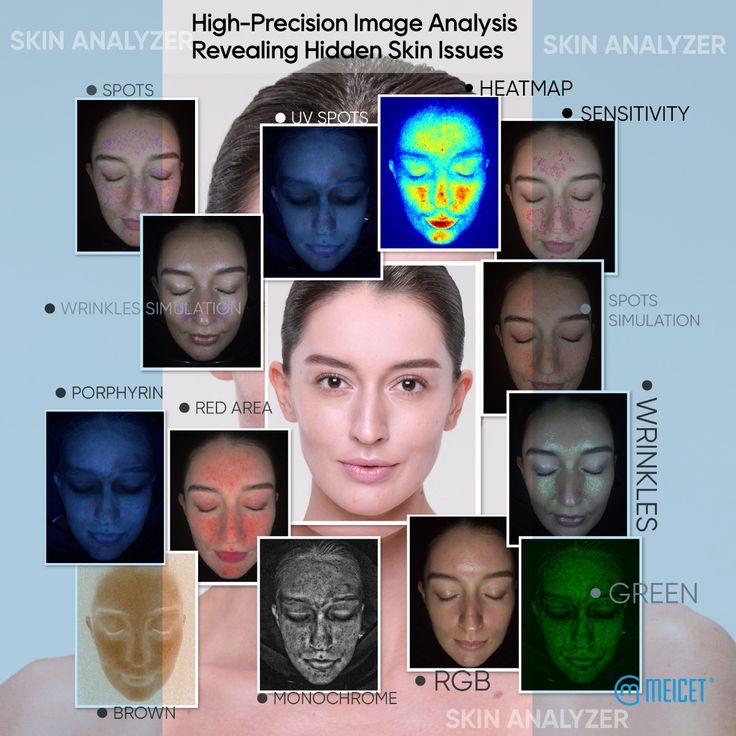 High-Precision Image Analysis
Revealing Hidden Skin Issues
SKIN ANALYZER
SKIN ANALYZER
SPOTS
UV SPOTS
HEATMAP
SENSITIVITY
WRINKLES SIMULATION
SPOTS
SIMULATION
PORPHYRIN
RED AREA
WRINKLES
GREEN
RGB
MEICET®
MONOCHROME
BROWN
SKIN ANALYZER